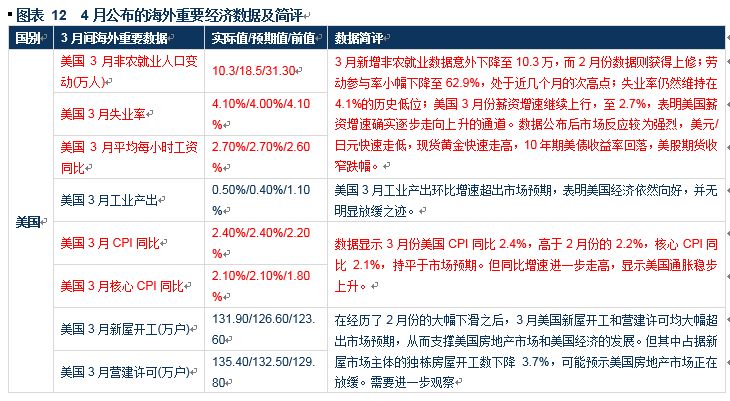 图表 12 4 月公布的海外重要经济数据及简评
国别 3 月间海外重要数据 实际值/预期值/前值 数据简评
美国
美国 3 月非农就业人口变
动(万人)
10.3/18.5/31.30
美国 3 月失业率
4.10%/4.00%/4.10
%
美国 3 月平均每小时工资
同比
2.70%/2.70%/2.60
%
3 月新增非农就业数据意外下降至 10.3 万，而 2 月份数据则获得上修；劳
动参与率小幅下降至 62.9%，处于近几个月的次高点；失业率仍然维持在
4.1%的历史低位；美国 3 月份薪资增速继续上行，至 2.7%，表明美国薪
资增速确实逐步走向上升的通道。数据公布后市场反应较为强烈，美元/
日元快速走低，现货黄金快速走高，10 年期美债收益率回落，美股期货收
窄跌幅。
美国 3 月工业产出
0.50%/0.40%/1.10
%
美国 3 月工业产出环比增速超出市场预期，表明美国经济依然向好，并无
明显放缓之迹。
美国 3 月 CPI 同比
2.40%/2.40%/2.20
%
美国 3 月核心 CPI 同比
2.10%/2.10%/1.80
%
数据显示 3 月份美国 CPI 同比 2.4%，高于 2 月份的 2.2%，核心 CPI 同
比 2.1%，持平于市场预期。但同比增速进一步走高，显示美国通胀稳步
上升。
美国 3 月新屋开工(万户)
131.90/126.60/123.
60
美国 3 月营建许可(万户)
135.40/132.50/129.
80
在经历了 2 月份的大幅下滑之后，3 月美国新屋开工和营建许可均大幅超
出市场预期，从而支撑美国房地产市场和美国经济的发展。但其中占据新
屋市场主体的独栋房屋开工数下降 3.7%，可能预示美国房地产市场正在
放缓。需要进一步观察